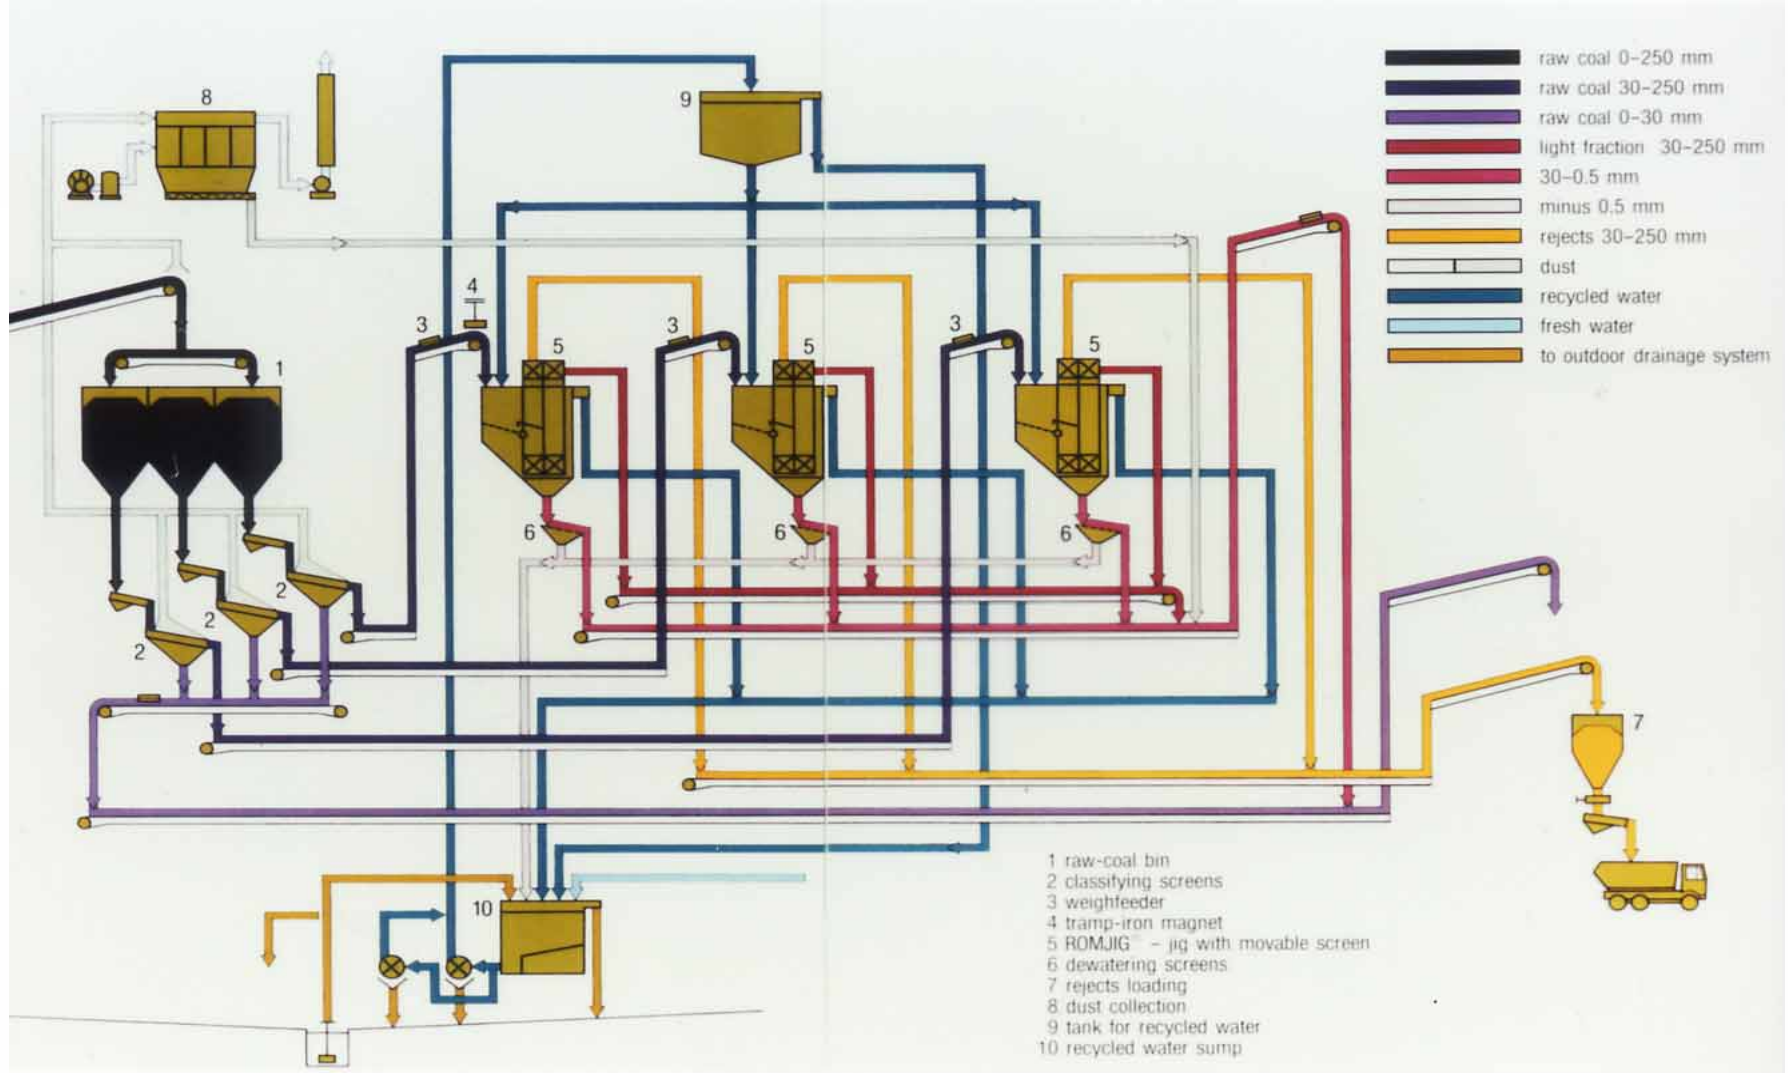 raw coal 0–250 mm
raw coal 30–250 mm
raw coal 0–30 mm
light fraction 30–250 mm
30–0.5 mm
minus 0.5 mm
rejects 30–250 mm
dust
recycled water
fresh water
to outdoor drainage system
8
9
4
3
3
3
1
5
5
5
6
6
6
2
2
2
7
10
1 raw-coal bin
2 classifying screens
3 weighfeeder
4 tramp-iron magnet
5 ROMJIG – jig with movable screen
6 dewatering screens
7 rejects loading
8 dust collection
9 tank for recycled water
10 recycled water sump